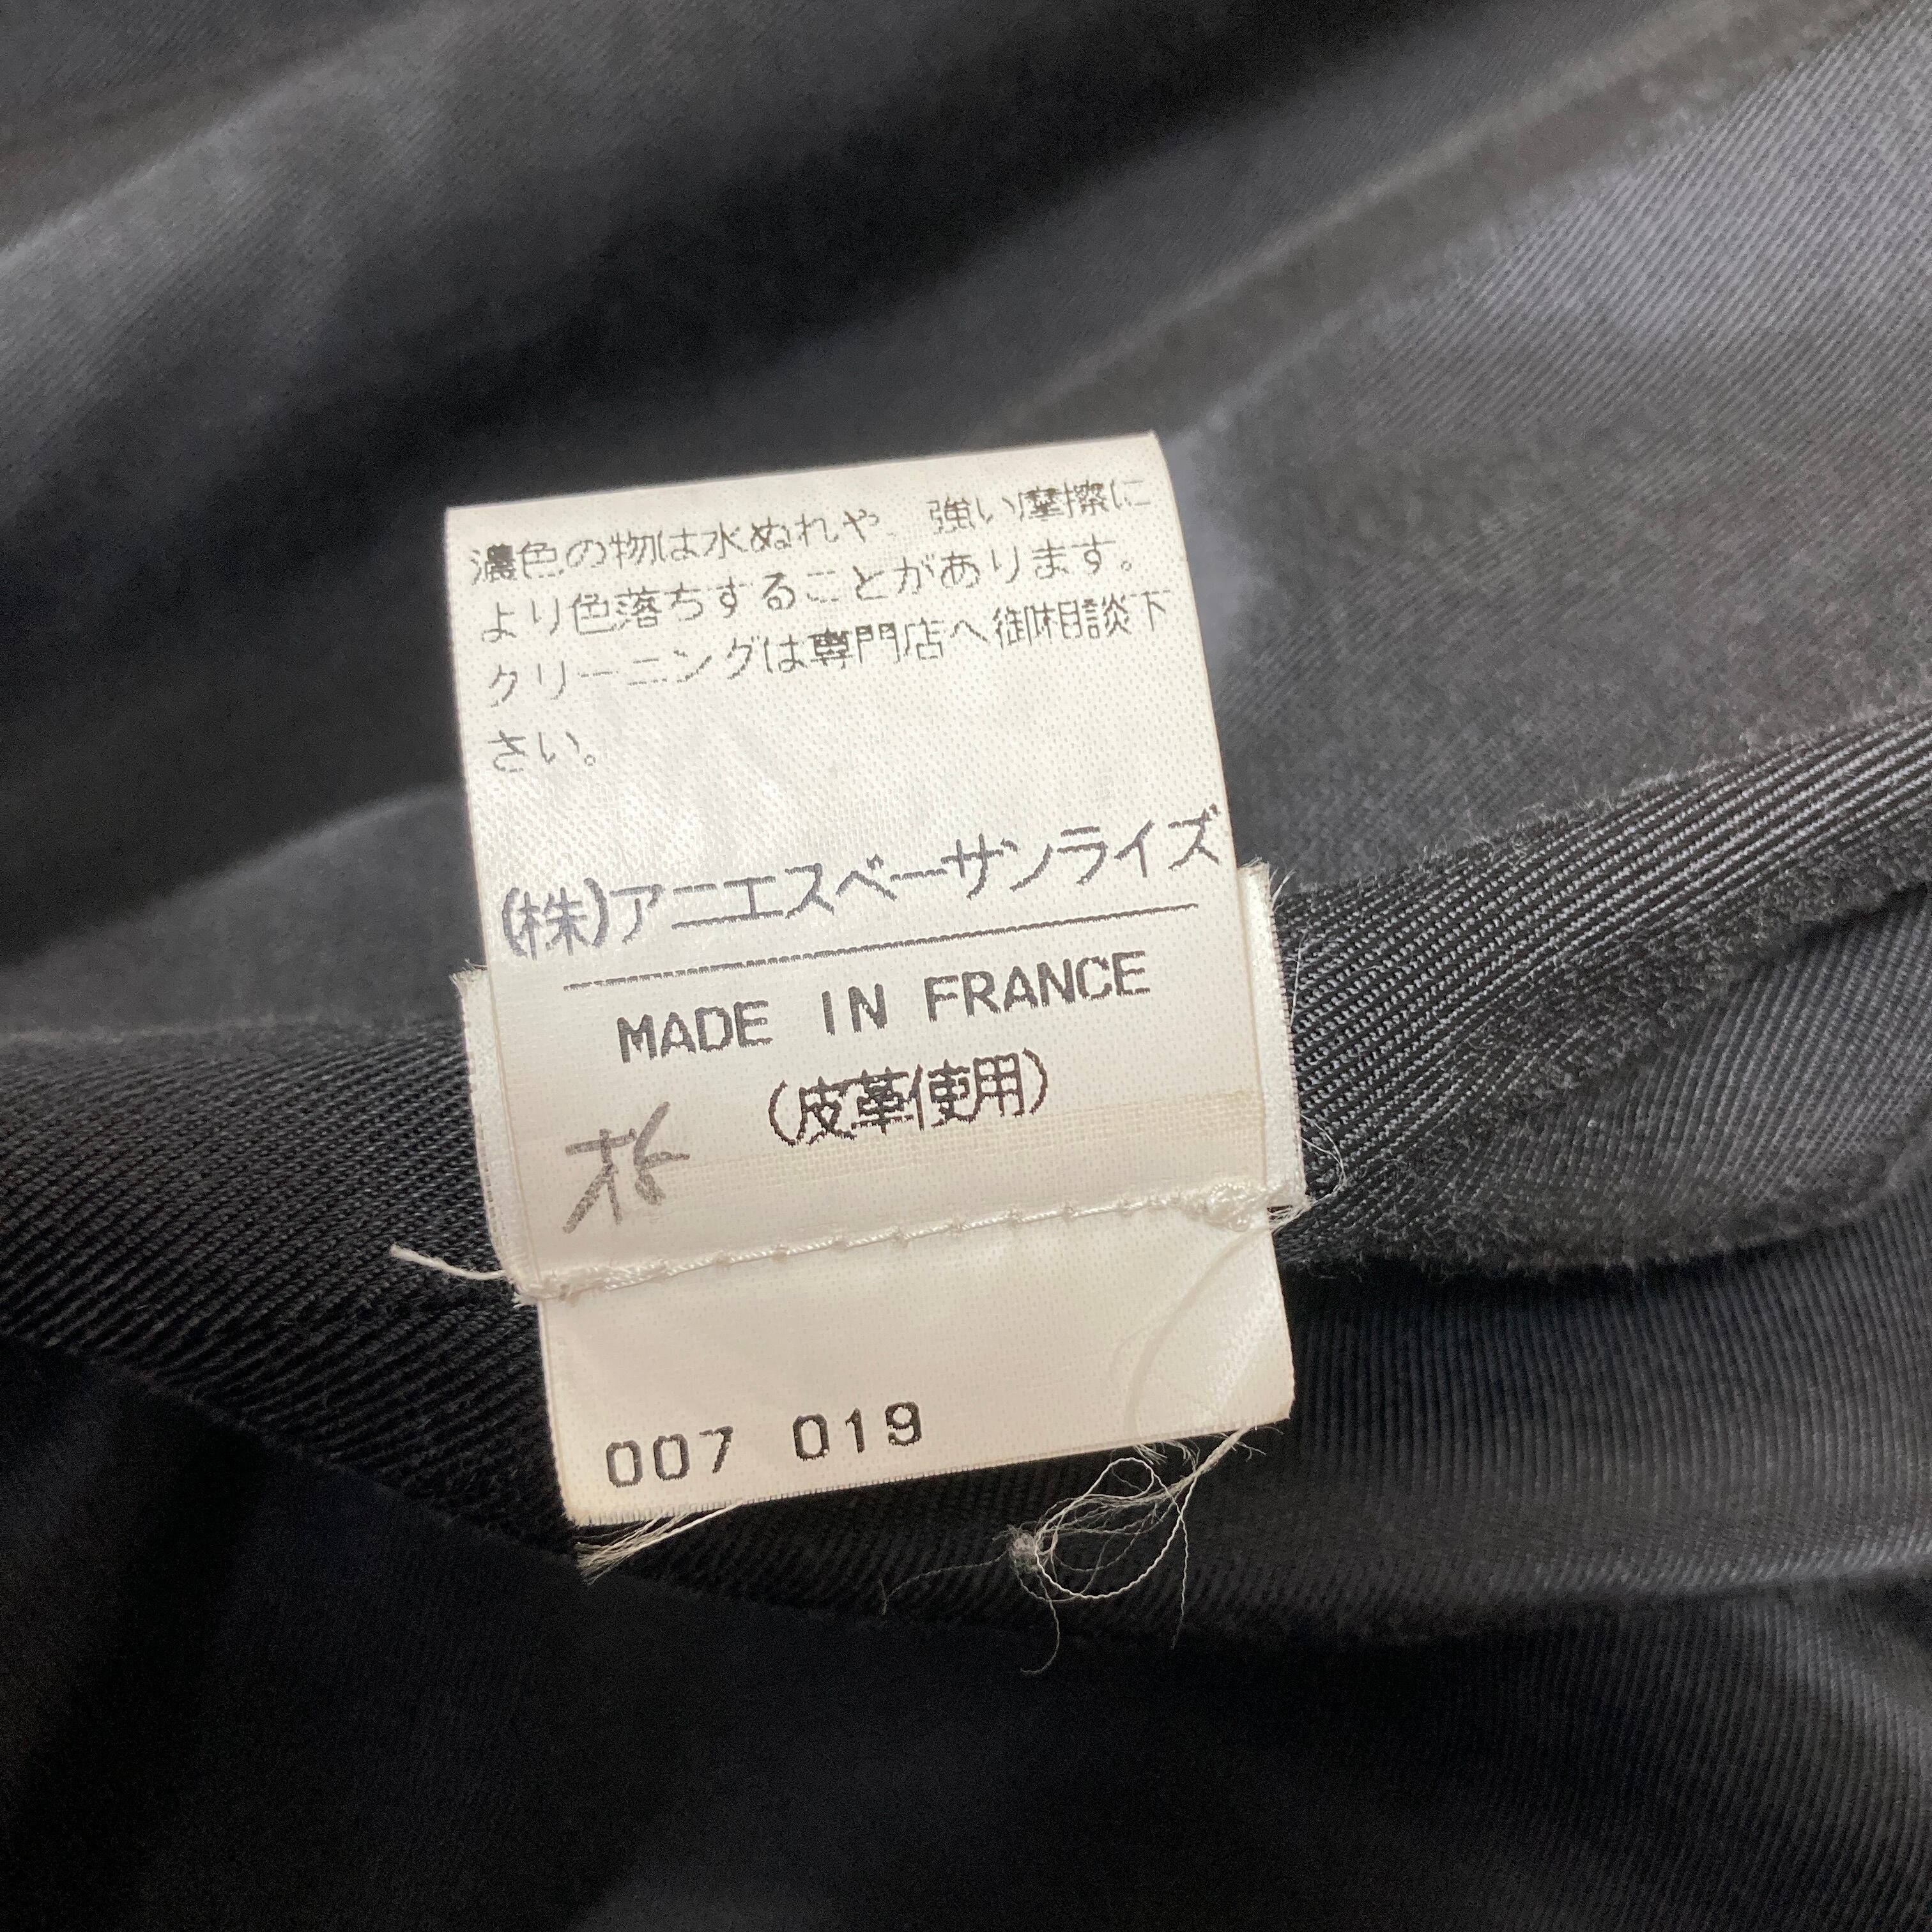 濃色の物は水ぬれや、強い摩擦に
より色落ちすることがあります。
クリーニングは専門店へ御相談下
さい。
(株)アニエスベーサンライズ
MADE IN FRANCE
(皮革使用)
007 019